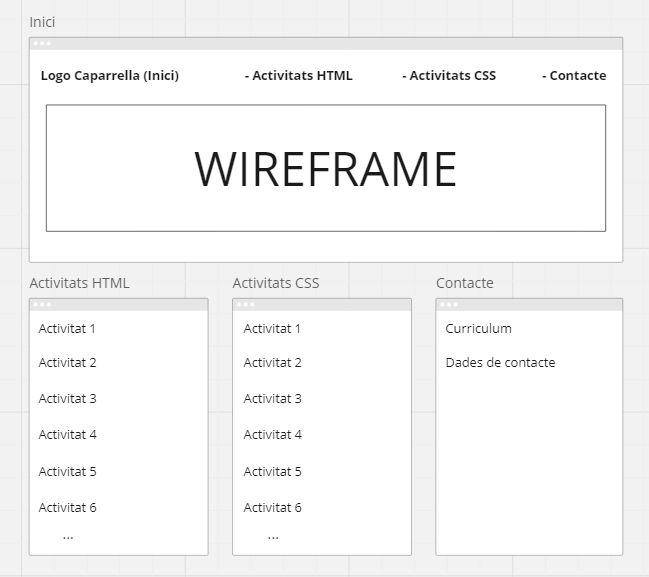 Inici
Logo Caparrella (Inici) - Activitats HTML - Activitats CSS - Contacte
WIREFRAME
Activitats HTML
Activitat 1
Activitat 2
Activitat 3
Activitat 4
Activitat 5
Activitat 6
...
Activitats CSS
Activitat 1
Activitat 2
Activitat 3
Activitat 4
Activitat 5
Activitat 6
...
Contacte
Curriculum
Dades de contacte